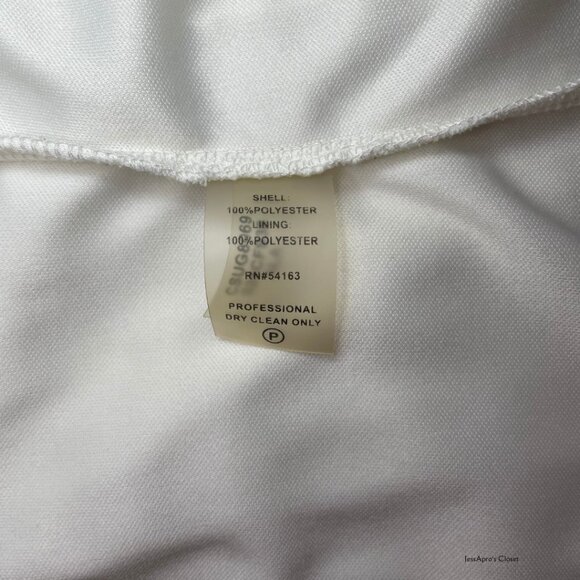 SHELL:
100%POLYESTER
LINING:
100%POLYESTER
RN#54163
PROFESSIONAL
DRY CLEAN ONLY
P
JessApro's Closet